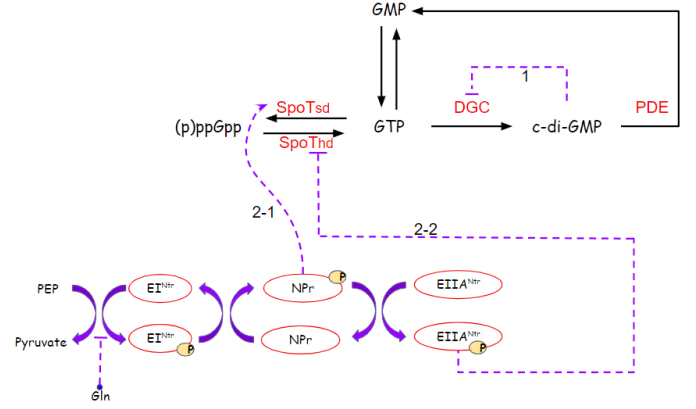 GMP
1
SpoTsd
DGC
PDE
(p)ppGpp
GTP
c-di-GMP
SpoThd
2-1
2-2
P
PEP
EINtr
NPr
EIIANtr
Pyruvate
EINtr
P
NPr
EIIANtr
P
Gln